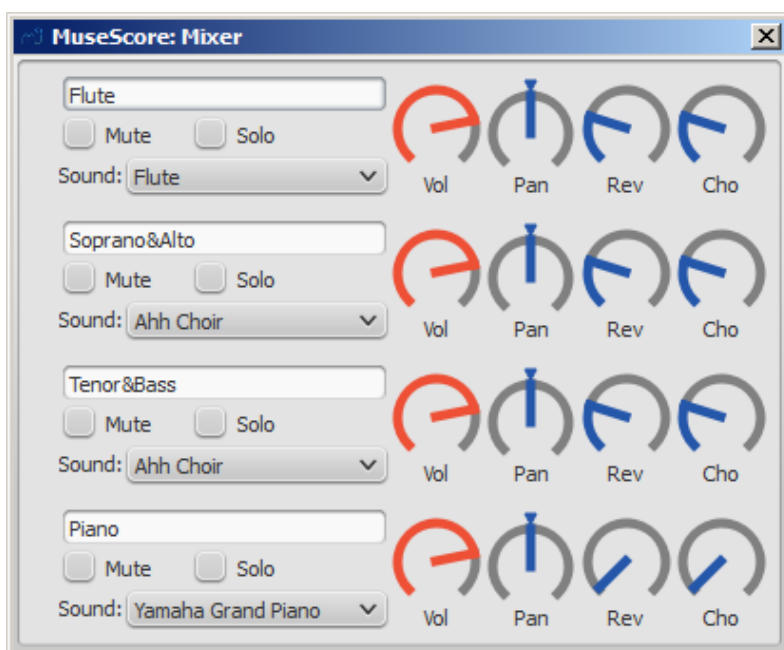 MuseScore: Mixer
Flute
Mute Solo
Sound: Flute
Vol Pan Rev Cho
Soprano&Alto
Mute Solo
Sound: Ahh Choir
Vol Pan Rev Cho
Tenor&Bass
Mute Solo
Sound: Ahh Choir
Vol Pan Rev Cho
Piano
Mute Solo
Sound: Yamaha Grand Piano
Vol Pan Rev Cho